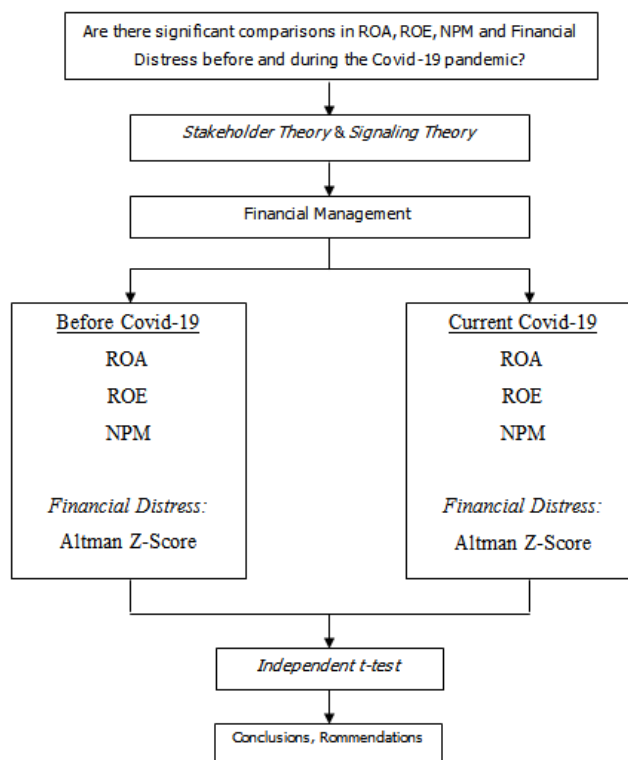 Are there significant comparisons in ROA, ROE, NPM and Financial
Distress before and during the Covid-19 pandemic?
Stakeholder Theory & Signaling Theory
Financial Management
Before Covid-19
ROA
ROE
NPM
Financial Distress:
Altman Z-Score
Current Covid-19
ROA
ROE
NPM
Financial Distress:
Altman Z-Score
Independent t-test
Conclusions, Rommendations